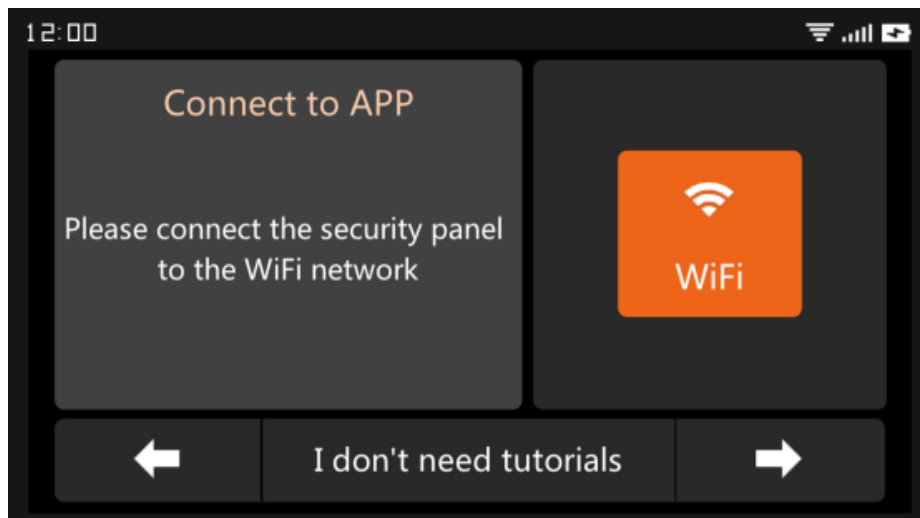 12:00
Connect to APP
Please connect the security panel
to the WiFi network
WiFi
I don't need tutorials